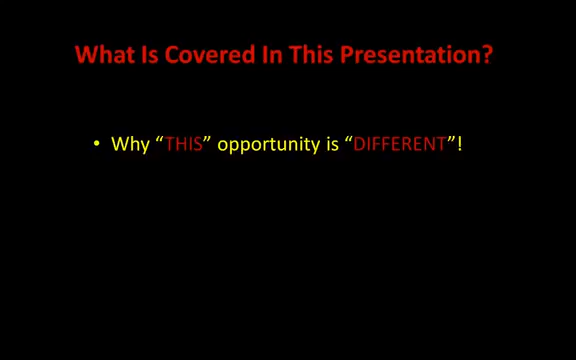 What Is Covered In This Presentation?
• Why “THIS” opportunity is “DIFFERENT”!